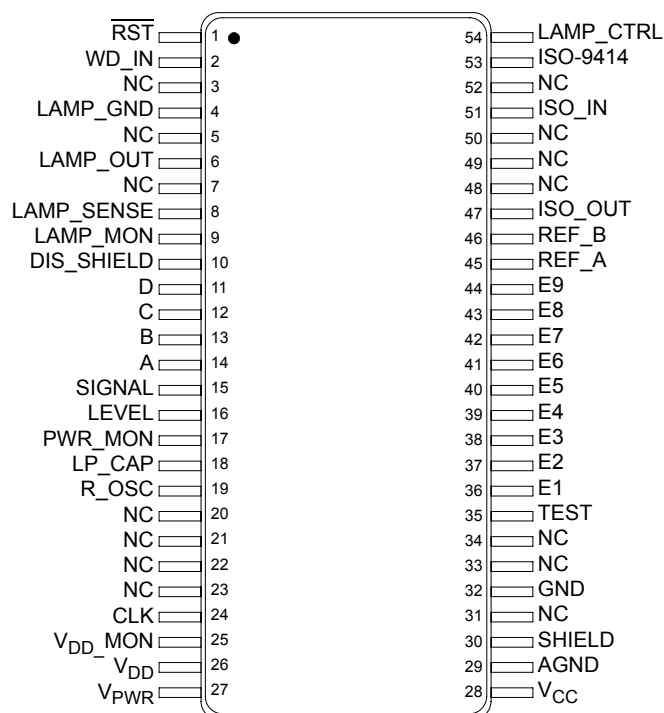 RST 1 54 LAMP_CTRL
WD_IN 2 53 ISO-9414
NC 3 52 NC
LAMP_GND 4 51 ISO_IN
NC 5 50 NC
LAMP_OUT 6 49 NC
NC 7 48 NC
LAMP_SENSE 8 47 ISO_OUT
LAMP_MON 9 46 REF_B
DIS_SHIELD 10 45 REF_A
D 11 44 E9
C 12 43 E8
B 13 42 E7
A 14 41 E6
SIGNAL 15 40 E5
LEVEL 16 39 E4
PWR_MON 17 38 E3
LP_CAP 18 37 E2
R_OSC 19 36 E1
NC 20 35 TEST
NC 21 34 NC
NC 22 33 NC
NC 23 32 GND
CLK 24 31 NC
VDD_MON 25 30 SHIELD
VDD 26 29 AGND
VPWR 27 28 VCC